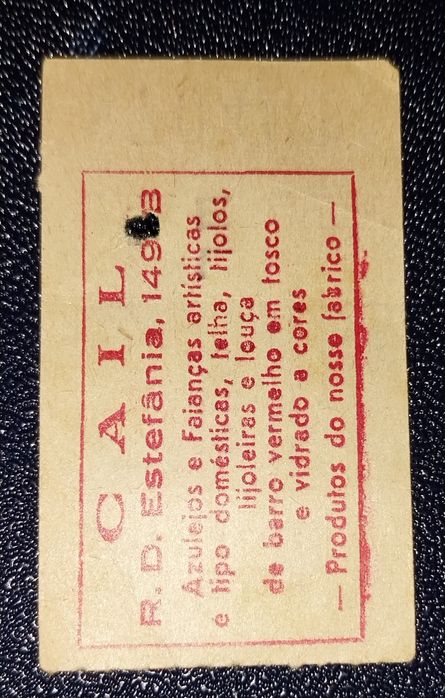 CAIL
R. D. Estefânia, 149 B
Azulejos e Faianças artísticas
e tipo domésticas, telha, tijolos,
tijoleiras e louça
de barro vermelho em tosco
e vidrado a cores
— Produtos do nosso fabrico —